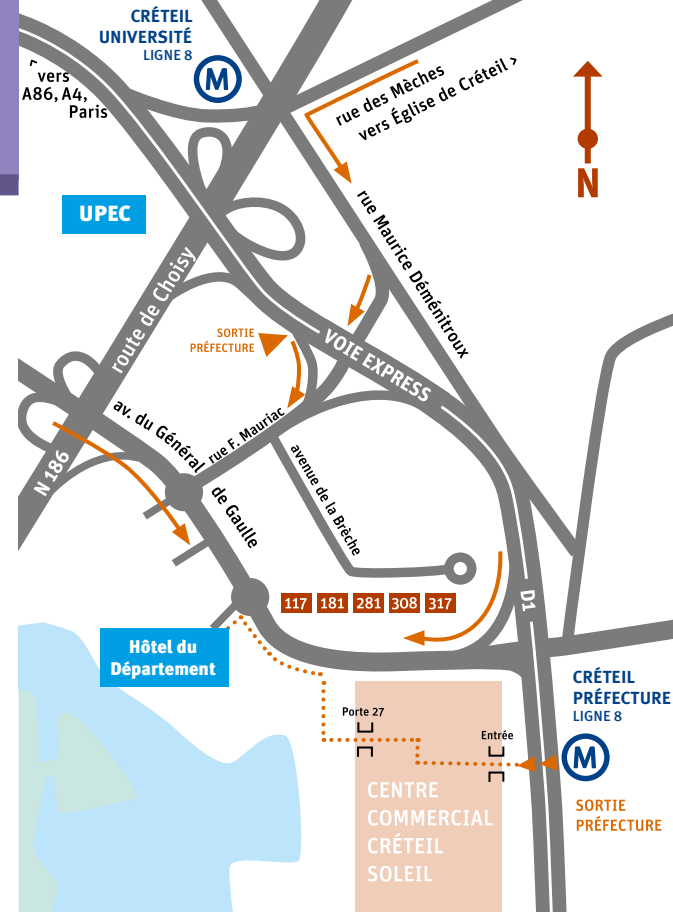 CRÉTEIL
UNIVERSITÉ
LIGNE 8
M
vers
A86, A4,
Paris
rue des Mèches
vers Église de Créteil >
N
UPEC
rue Maurice Déménitroux
route de Choisy
SORTIE
PRÉFECTURE
VOIE EXPRESS
av. du Général
de Gaulle
rue F. Mauriac
N 186
avenue de la Brèche
117 181 281 308 317
D1
Hôtel du
Département
CRÉTEIL
PRÉFECTURE
LIGNE 8
M
Porte 27
Entrée
CENTRE
COMMERCIAL
CRÉTEIL
SOLEIL
SORTIE
PRÉFECTURE